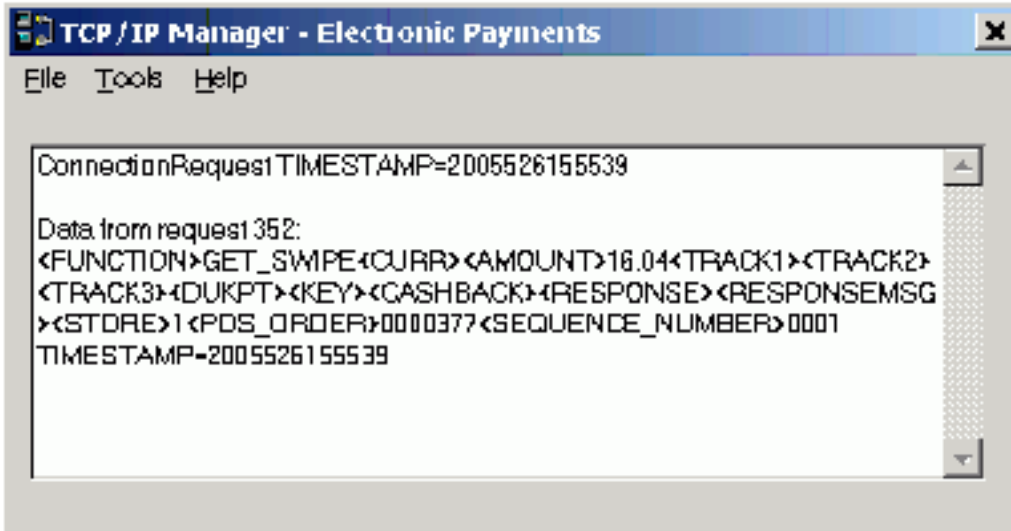 TCP/IP Manager - Electronic Payments
File Tools Help
ConnectionRequest TIMESTAMP=2005526155539
Data from request 352:
<FUNCTION>GET_SWIPE<CURR><AMOUNT>16.04<TRACK1><TRACK2>
<TRACK3><DUKPT><KEY><CASHBACK><RESPONSE><RESPONSEMSG
><STORE>1<POS_ORDER>0000377<SEQUENCE_NUMBER>0001
TIMESTAMP=2005526155539